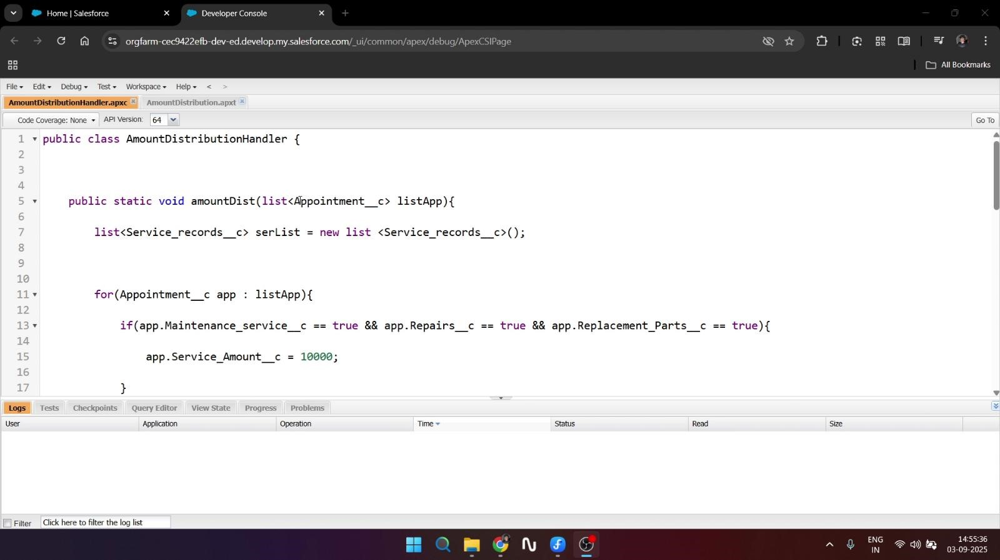 Home | Salesforce
Developer Console
orgfarm-cec9422efb-dev-ed.develop.my.salesforce.com/_ui/common/apex/debug/ApexCSIPage
All Bookmarks
File Edit Debug Test Workspace Help < >
AmountDistributionHandler.apxc AmountDistribution.apxt
Code Coverage: None API Version: 64 Go To
1 public class AmountDistributionHandler {
2
3
4
5 public static void amountDist(list<Appointment__c> listApp){
6
7 list<Service_records__c> serList = new list <Service_records__c>();
8
9
10
11 for(Appointment__c app : listApp){
12
13 if(app.Maintenance_service__c == true && app.Repairs__c == true && app.Replacement_Parts__c == true){
14
15 app.Service_Amount__c = 10000;
16
17 }
Logs Tests Checkpoints Query Editor View State Progress Problems
User Application Operation Time Status Read Size
Filter Click here to filter the log list
ENG 14:55:36
IN 03-09-2025